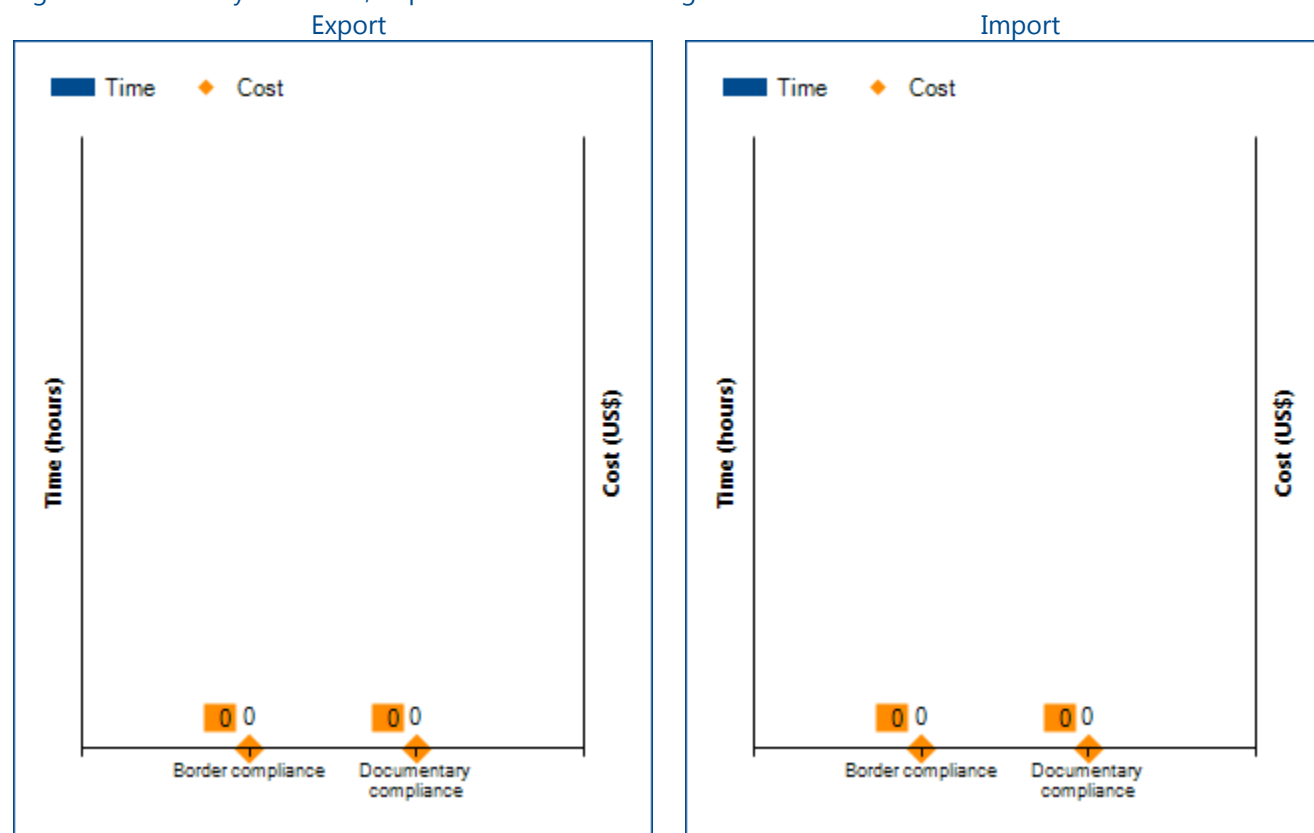 Export
Time Cost
Time (hours)
Cost (US$)
0 0 0 0
Border compliance Documentary
compliance
Import
Time Cost
Time (hours)
Cost (US$)
0 0 0 0
Border compliance Documentary
compliance